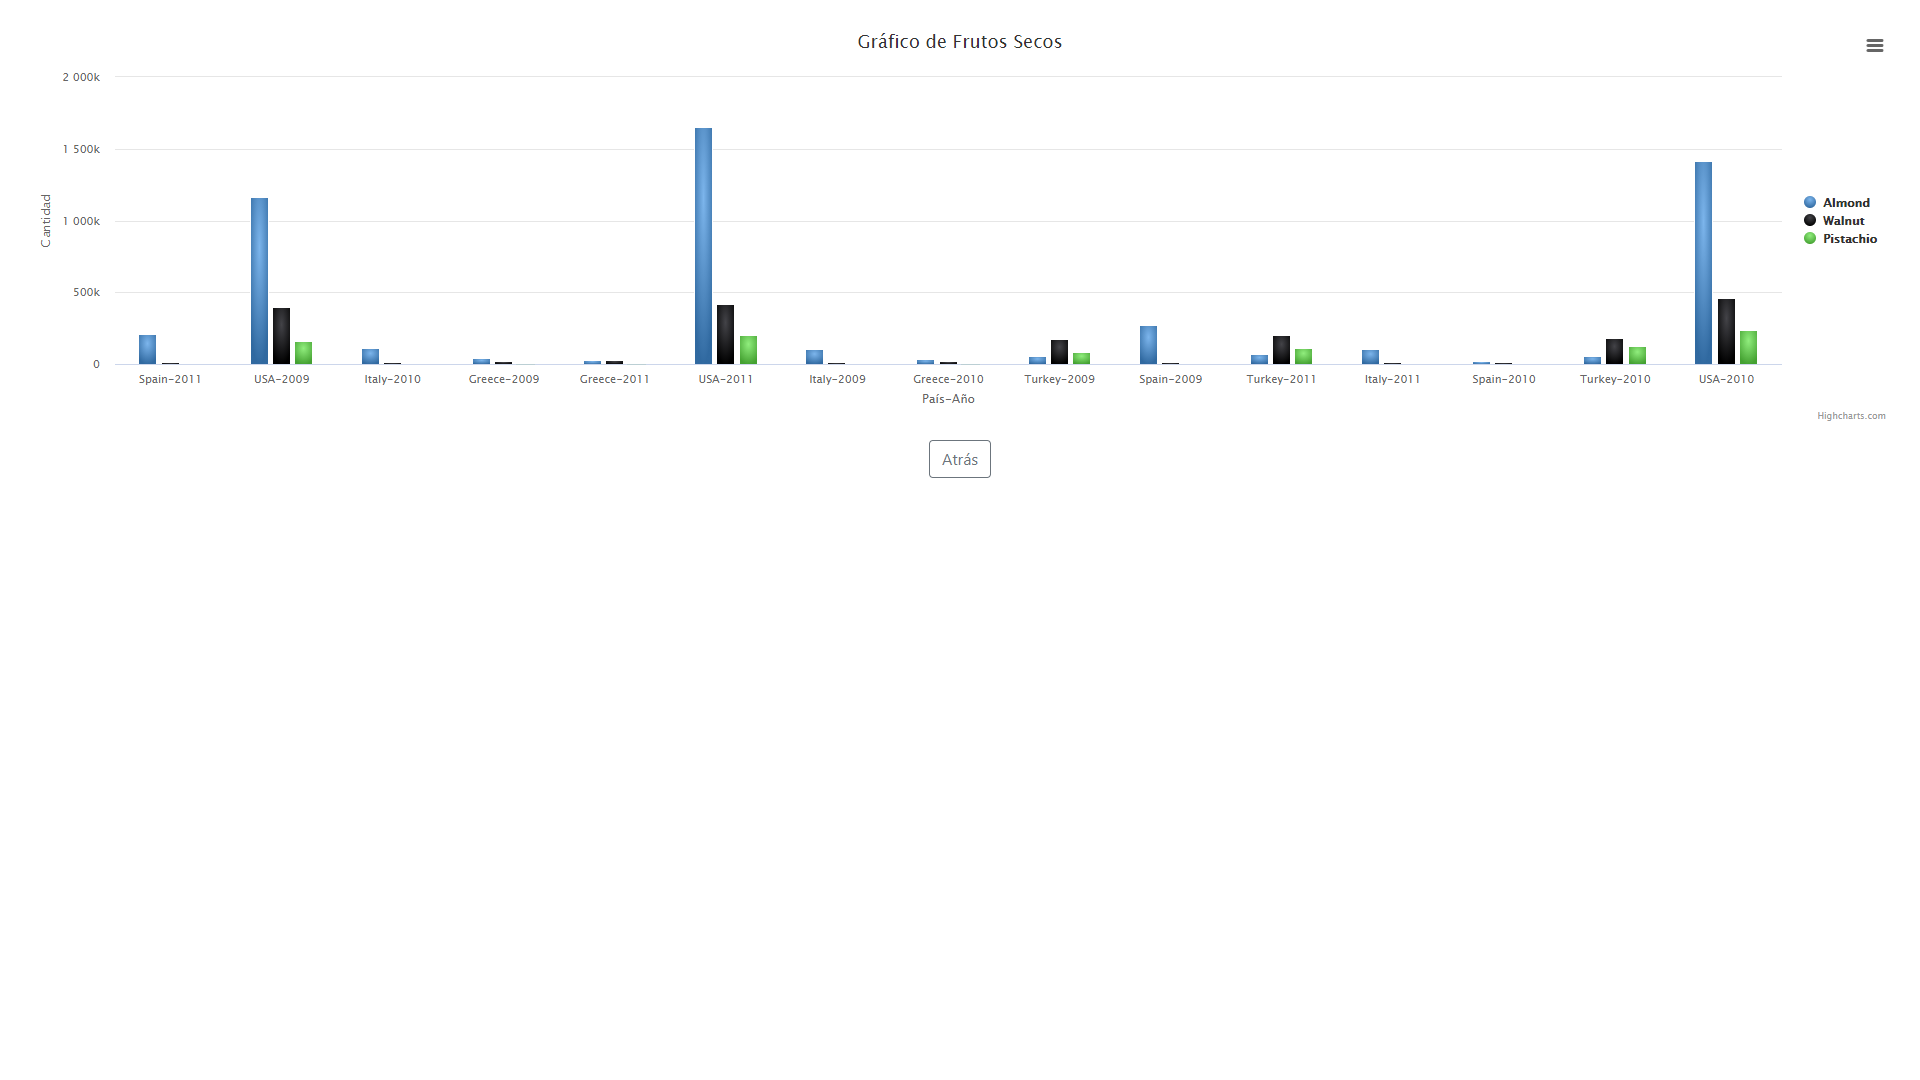 Gráfico de Frutos Secos
2 000k
1 500k
1 000k
500k
0
Cantidad
Spain-2011 USA-2009 Italy-2010 Greece-2009 Greece-2011 USA-2011 Italy-2009 Greece-2010 Turkey-2009 Spain-2009 Turkey-2011 Italy-2011 Spain-2010 Turkey-2010 USA-2010
País-Año
Almond
Walnut
Pistachio
Highcharts.com
Atrás